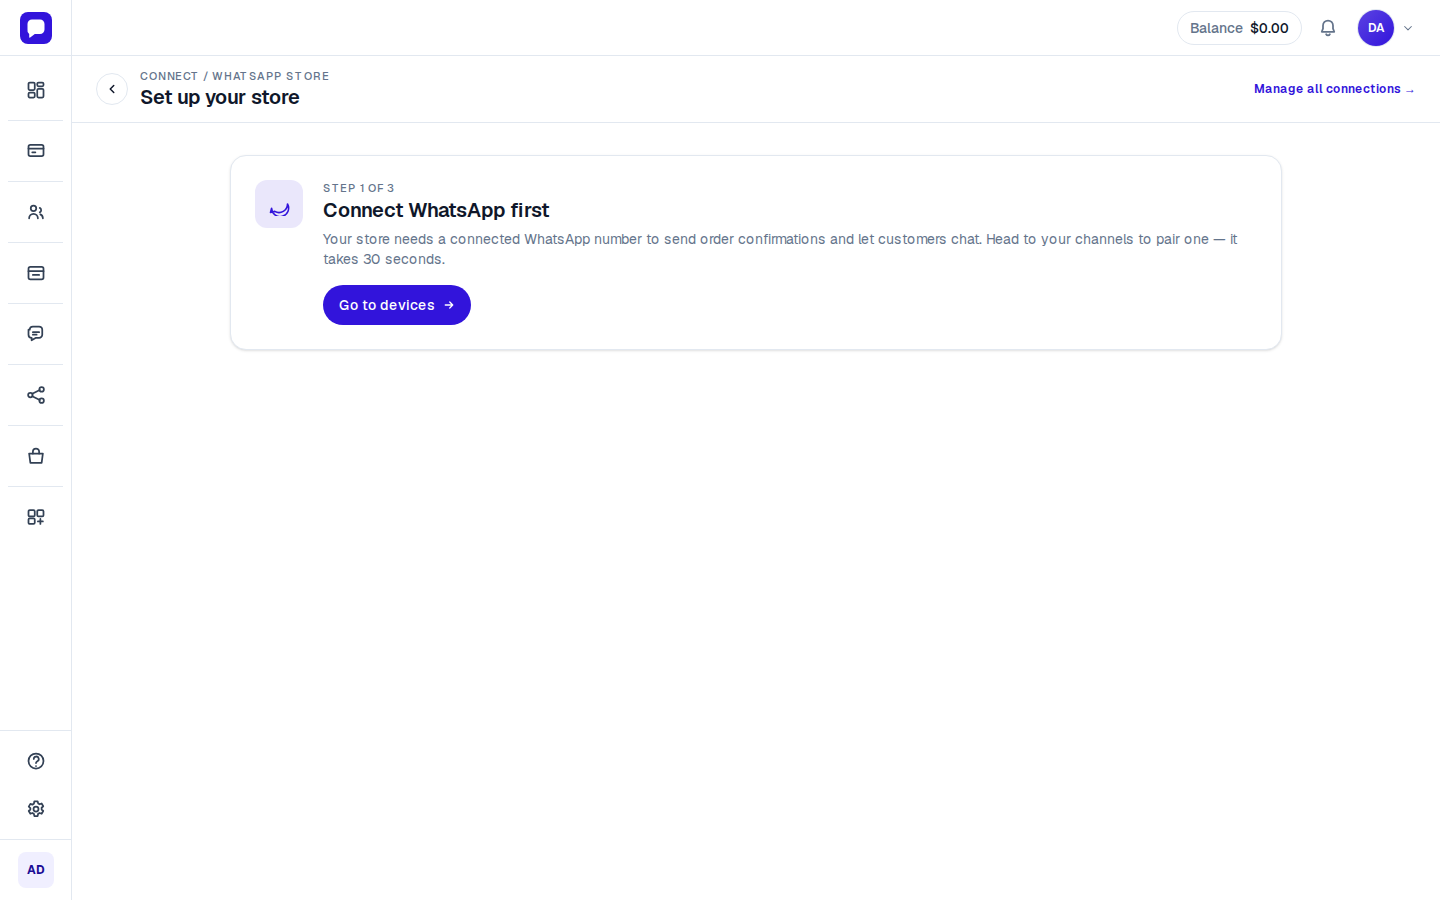 Balance $0.00
DA
CONNECT / WHATSAPP STORE
Set up your store
Manage all connections →
STEP 1 OF 3
Connect WhatsApp first
Your store needs a connected WhatsApp number to send order confirmations and let customers chat. Head to your channels to pair one — it
takes 30 seconds.
Go to devices →
AD